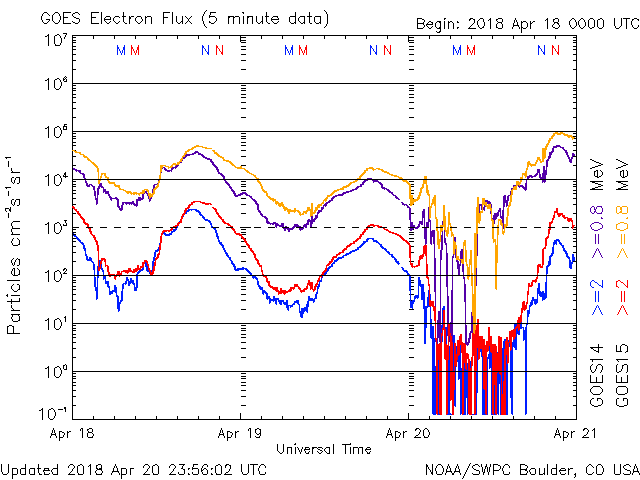 GOES Electron Flux (5 minute data)
Begin: 2018 Apr 18 0000 UTC
M M N N M M N N M M N N
10⁷
10⁶
10⁵
10⁴
10³
10²
10¹
10⁰
10⁻¹
Particles cm⁻²s⁻¹sr⁻¹
GOES14 >=2 >=0.8 MeV
GOES15 >=2 >=0.8 MeV
Apr 18 Apr 19 Apr 20 Apr 21
Universal Time
Updated 2018 Apr 20 23:56:02 UTC
NOAA/SWPC Boulder, CO USA